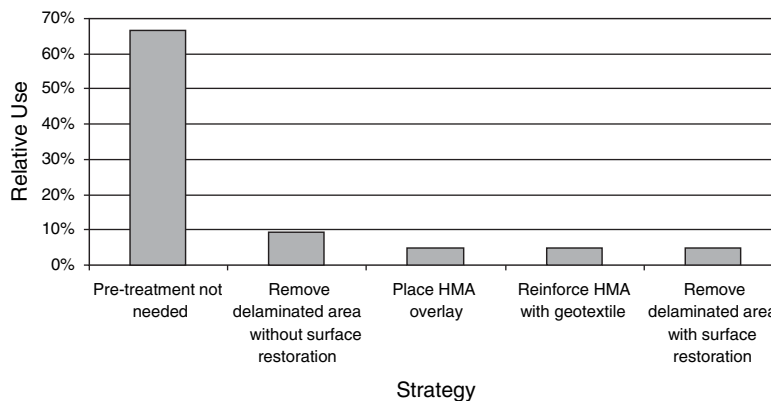 70%
60%
50%
40%
30%
20%
10%
0%
Relative Use
Pre-treatment not
needed
Remove
delaminated area
without surface
restoration
Place HMA
overlay
Reinforce HMA
with geotextile
Remove
delaminated area
with surface
restoration
Strategy